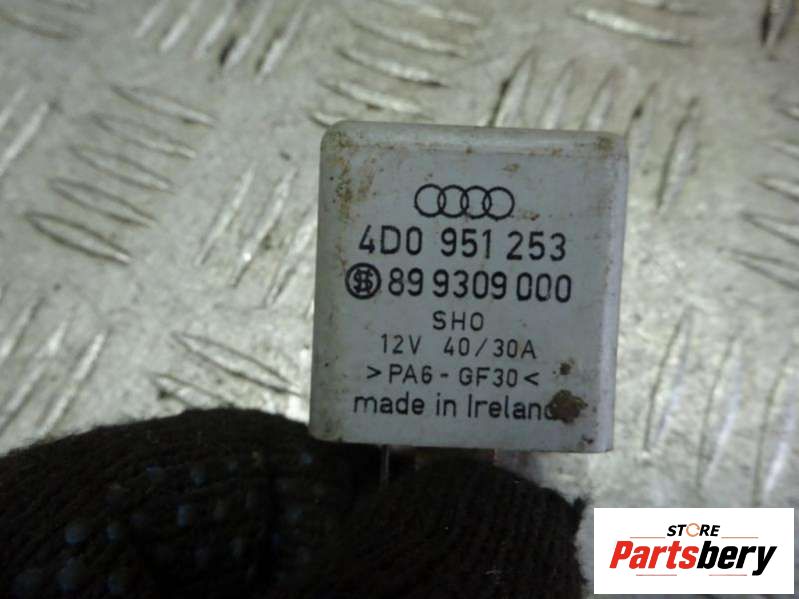 4D0 951 253
89 9309 000
SHO
12V 40/30A
>PA6-GF30<
made in Ireland
STORE
Partsbery